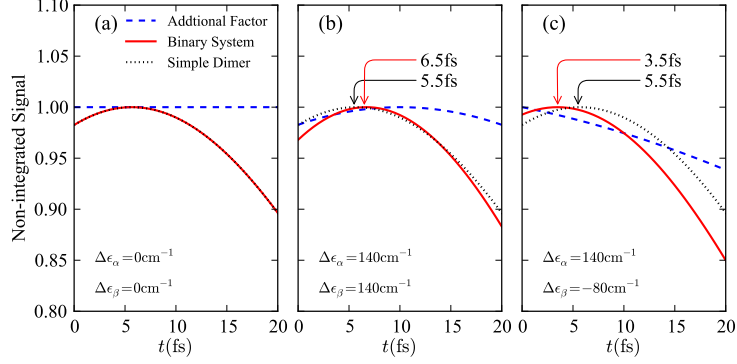 Non-integrated Signal
1.10
1.00
0.95
0.90
0.85
0.80
(a)
Addtional Factor
Binary System
Simple Dimer
Δϵα=0cm⁻¹
Δϵβ=0cm⁻¹
0 5 10 15 20
t(fs)
(b)
6.5fs
5.5fs
Δϵα=140cm⁻¹
Δϵβ=140cm⁻¹
0 5 10 15 20
t(fs)
(c)
3.5fs
5.5fs
Δϵα=140cm⁻¹
Δϵβ=−80cm⁻¹
0 5 10 15 20
t(fs)